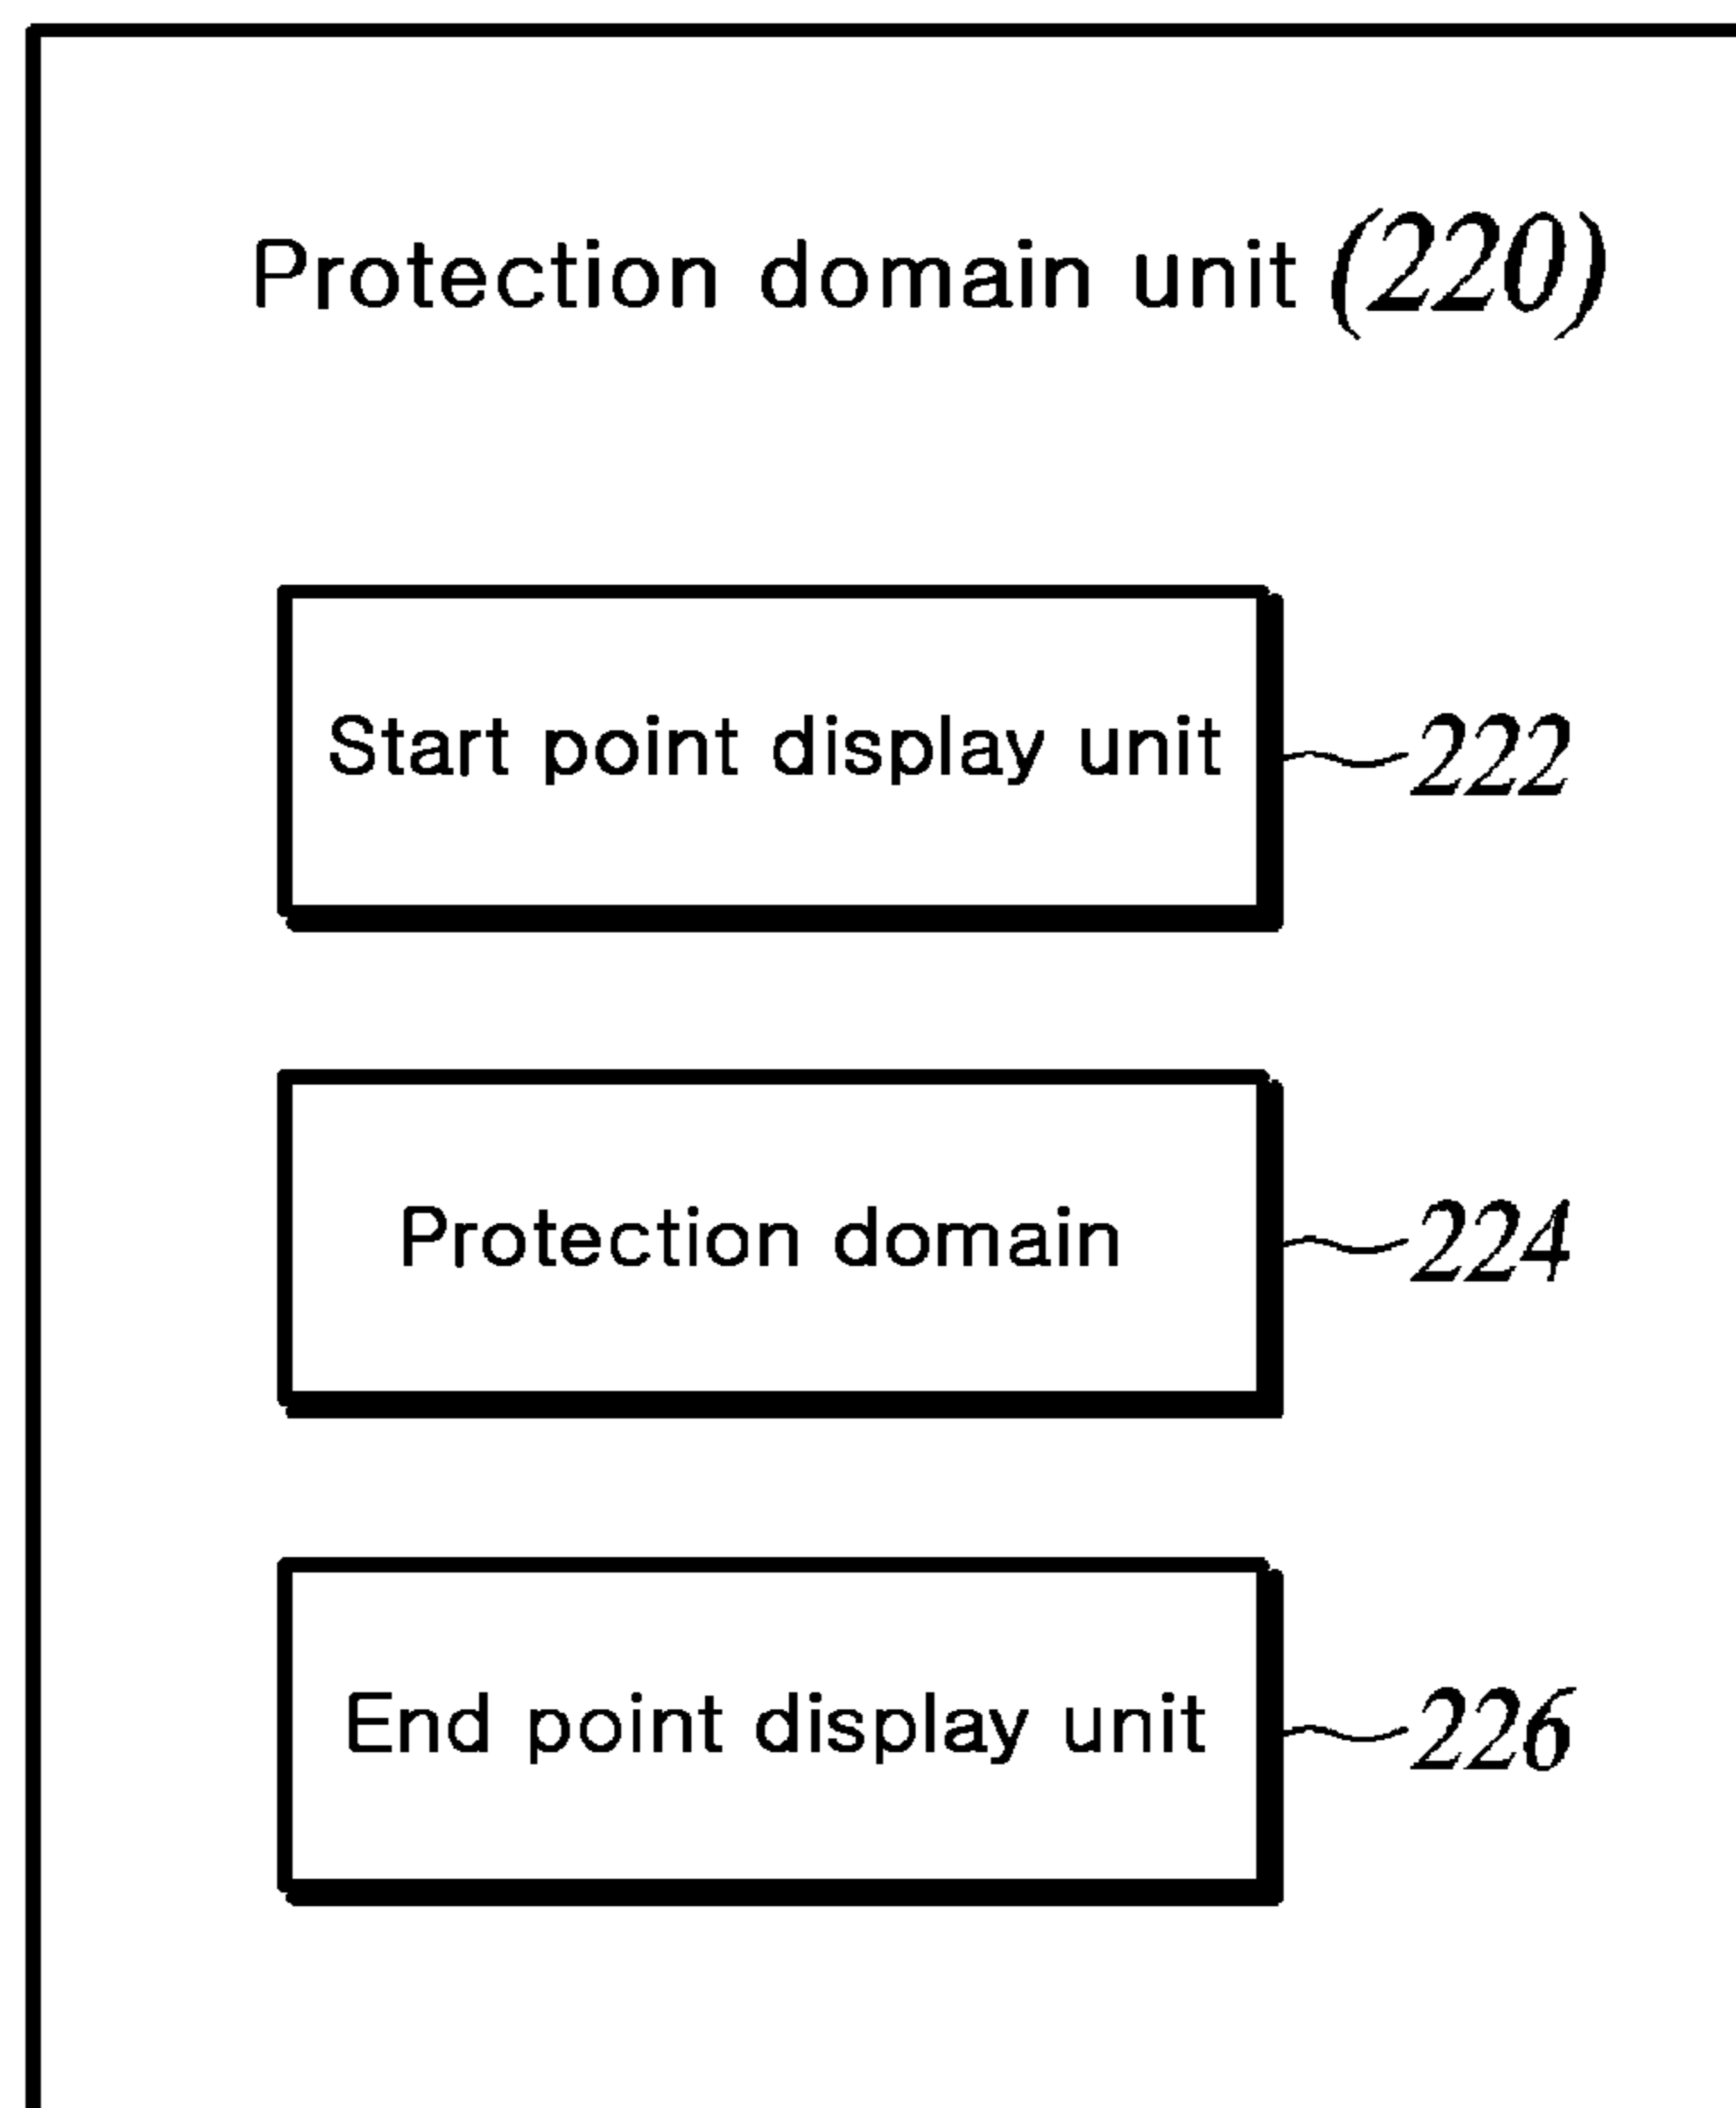 Protection domain unit (220)
Start point display unit 222
Protection domain 224
End point display unit 226